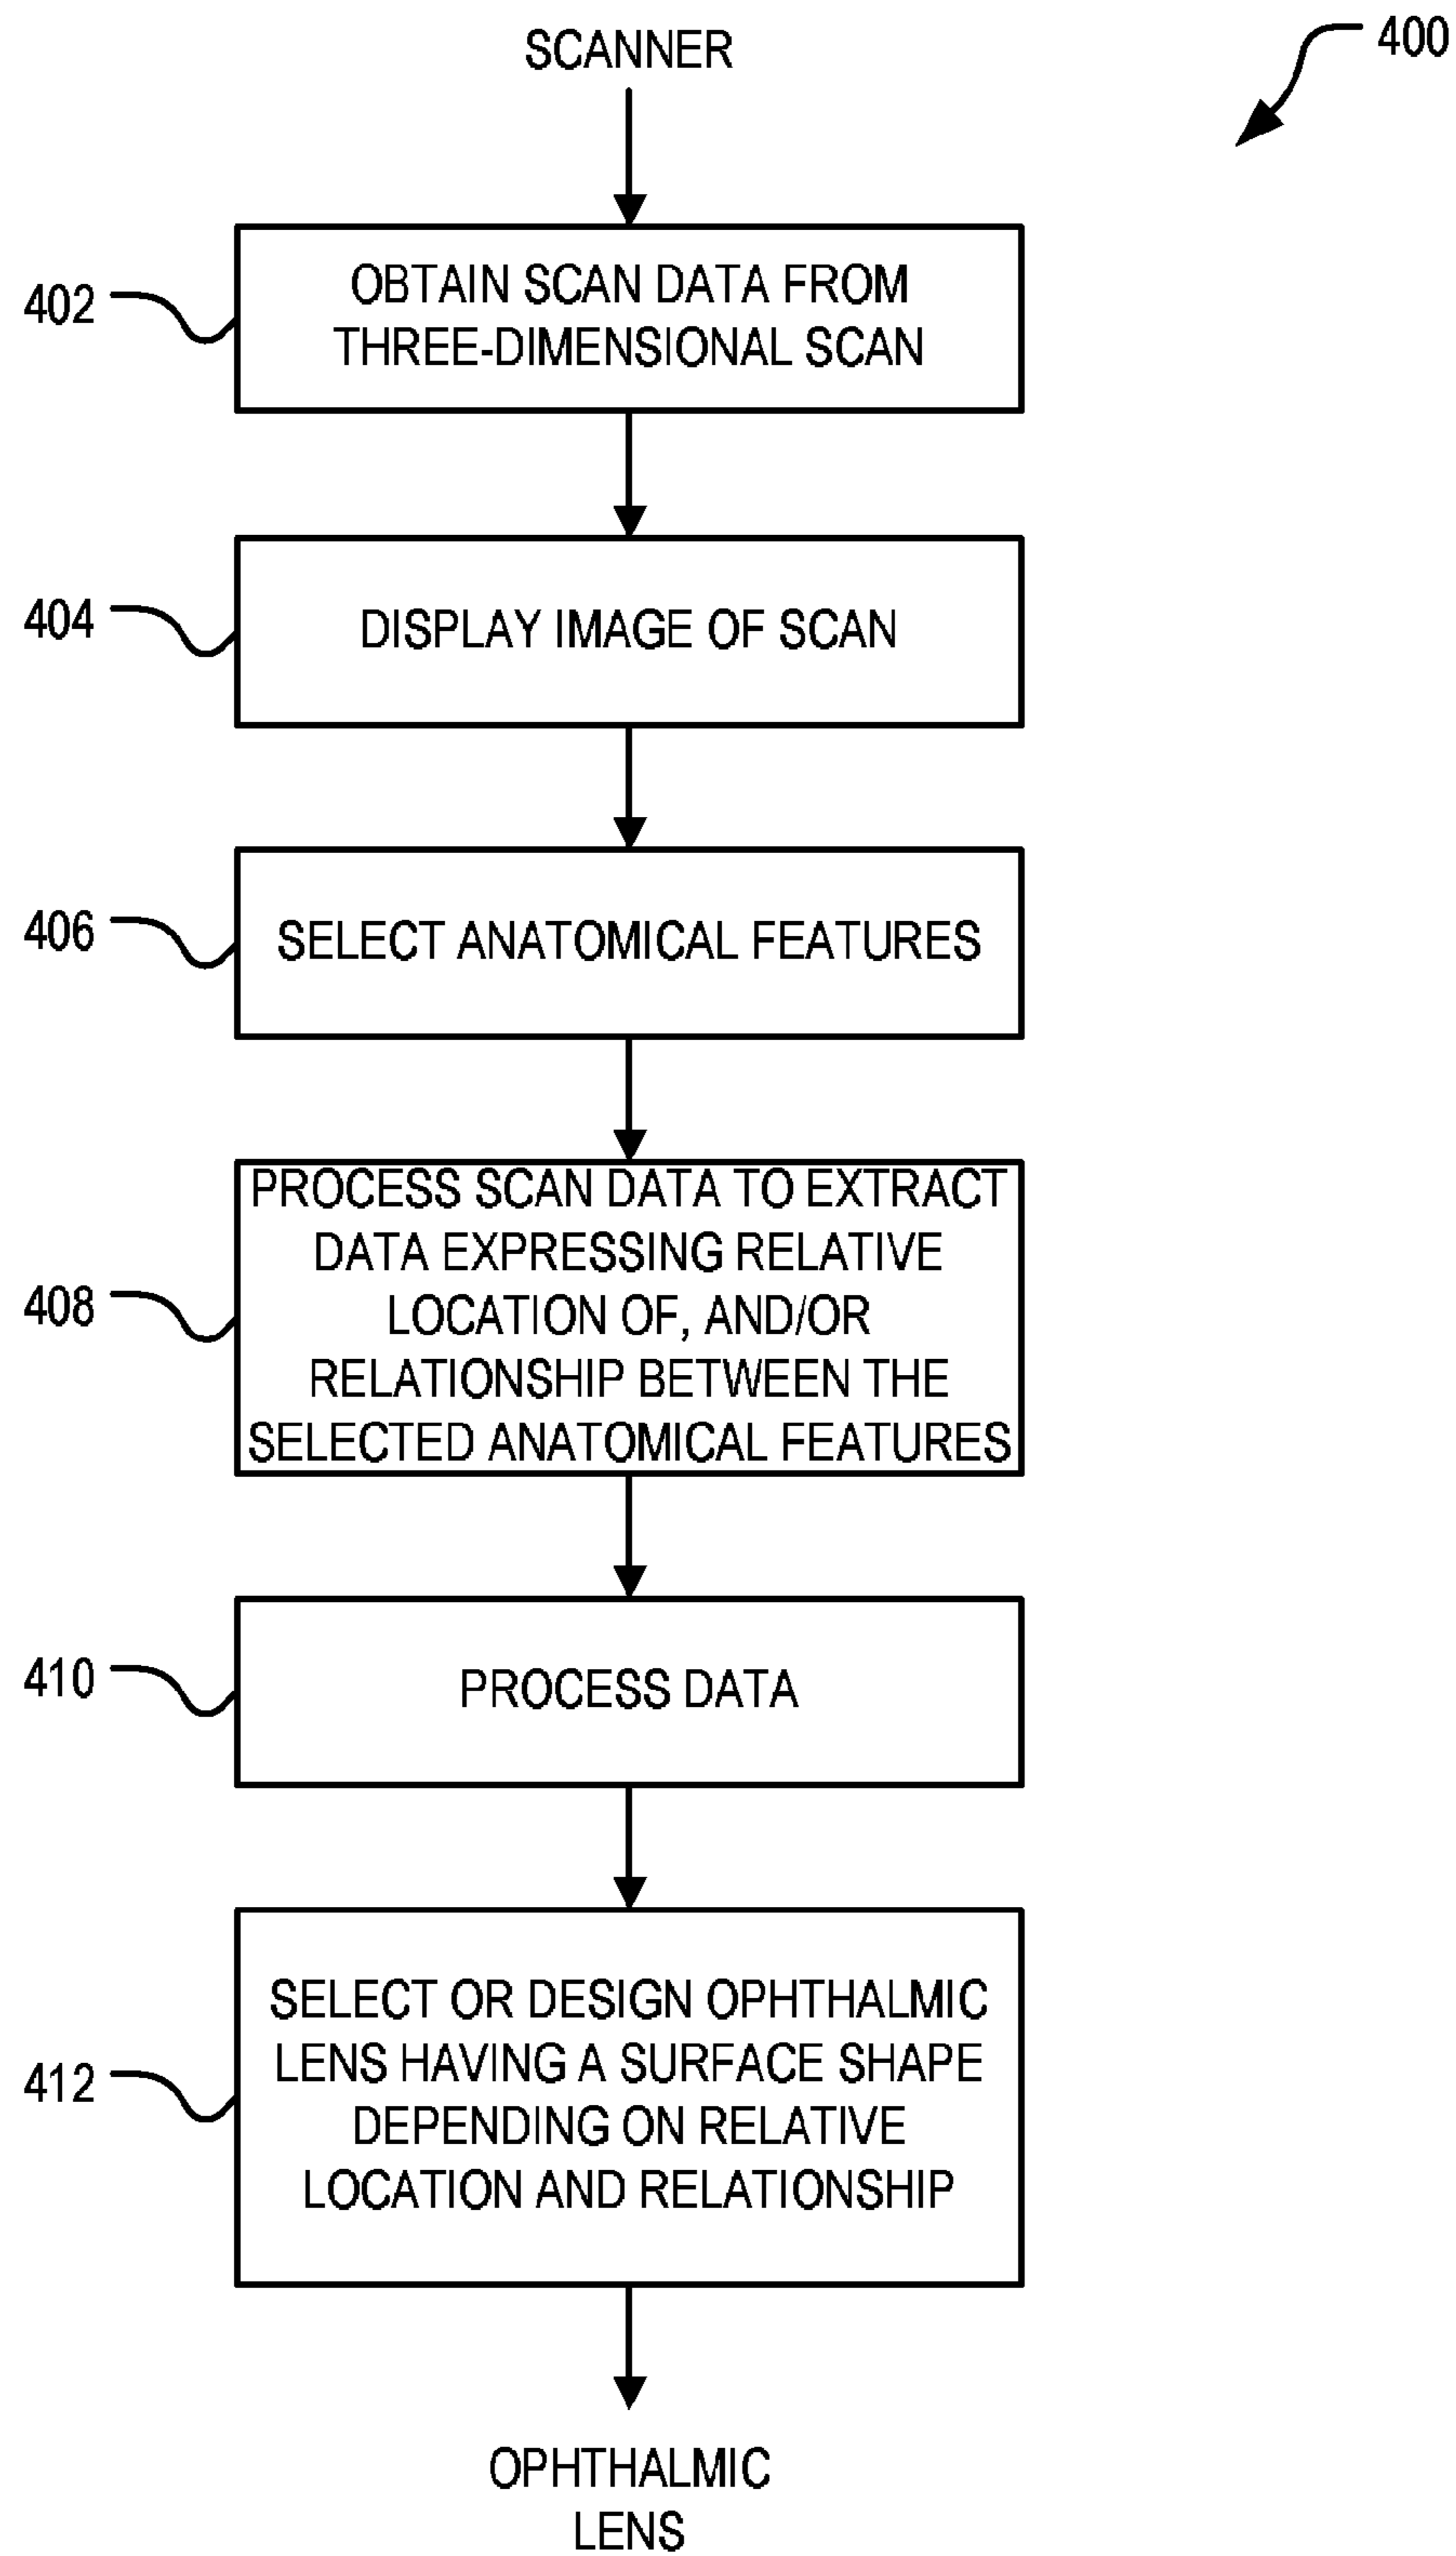 SCANNER
400
402
OBTAIN SCAN DATA FROM
THREE-DIMENSIONAL SCAN
404
DISPLAY IMAGE OF SCAN
406
SELECT ANATOMICAL FEATURES
408
PROCESS SCAN DATA TO EXTRACT
DATA EXPRESSING RELATIVE
LOCATION OF, AND/OR
RELATIONSHIP BETWEEN THE
SELECTED ANATOMICAL FEATURES
410
PROCESS DATA
412
SELECT OR DESIGN OPHTHALMIC
LENS HAVING A SURFACE SHAPE
DEPENDING ON RELATIVE
LOCATION AND RELATIONSHIP
OPHTHALMIC
LENS